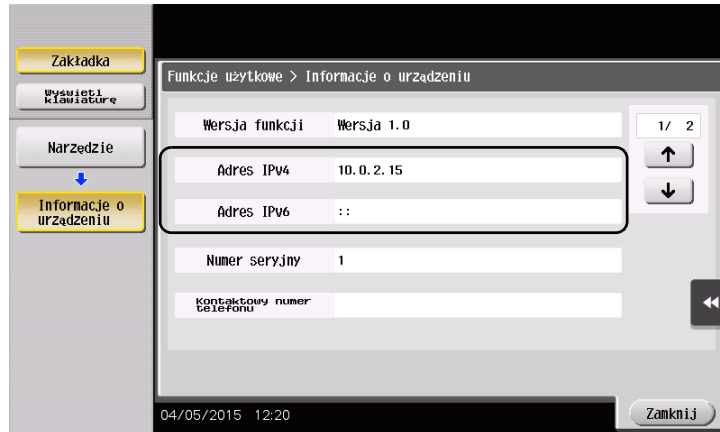 Zakładka
Wyświetl
klawiaturę
Narzędzie
Informacje o
urządzeniu
Funkcje użytkowe > Informacje o urządzeniu
Wersja funkcji Wersja 1.0
1/ 2
Adres IPv4 10.0.2.15
Adres IPv6 ::
Numer seryjny 1
Kontaktowy numer
telefonu
04/05/2015 12:20
Zamknij